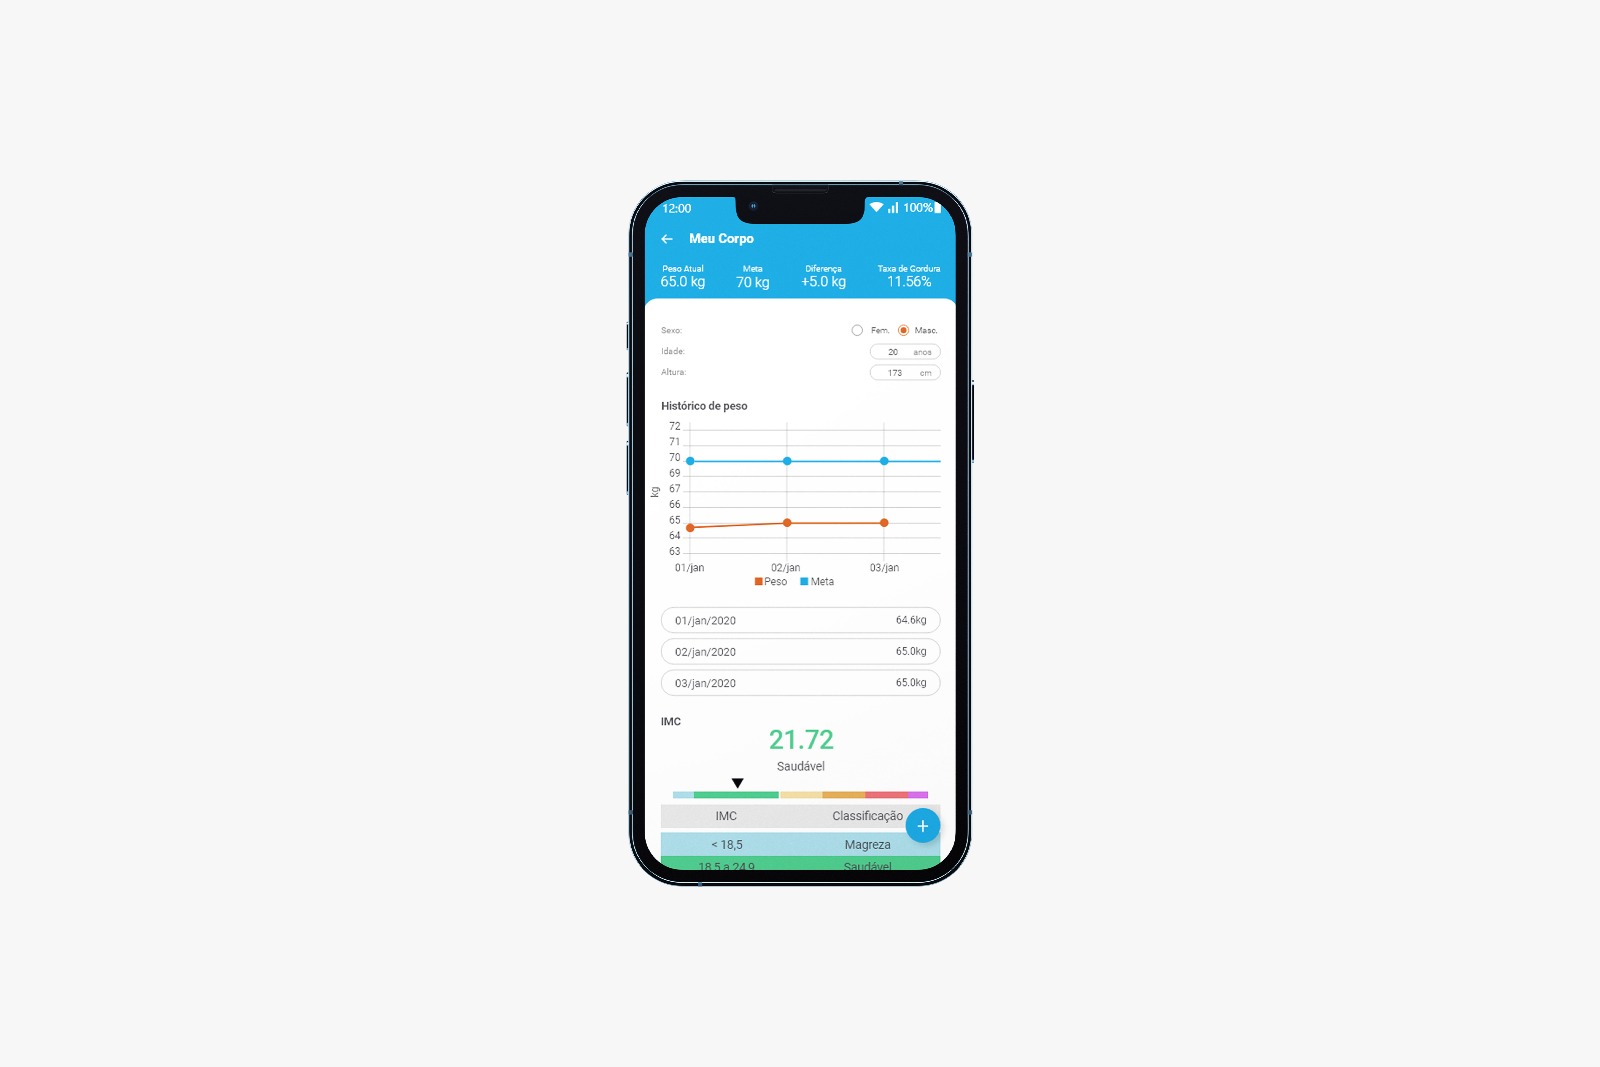 12:00 100%
Meu Corpo
Peso Atual Meta Diferença Taxa de Gordura
65.0 kg 70 kg +5.0 kg 11.56%
Sexo: Fem. Masc.
Idade: 20 anos
Altura: 173 cm
Histórico de peso
72
71
70
69
67
66
65
64
63
kg
01/jan 02/jan 03/jan
Peso Meta
01/jan/2020 64.6kg
02/jan/2020 65.0kg
03/jan/2020 65.0kg
IMC
21.72
Saudável
IMC Classificação
+
< 18,5 Magreza
18,5 a 24,9 Saudável